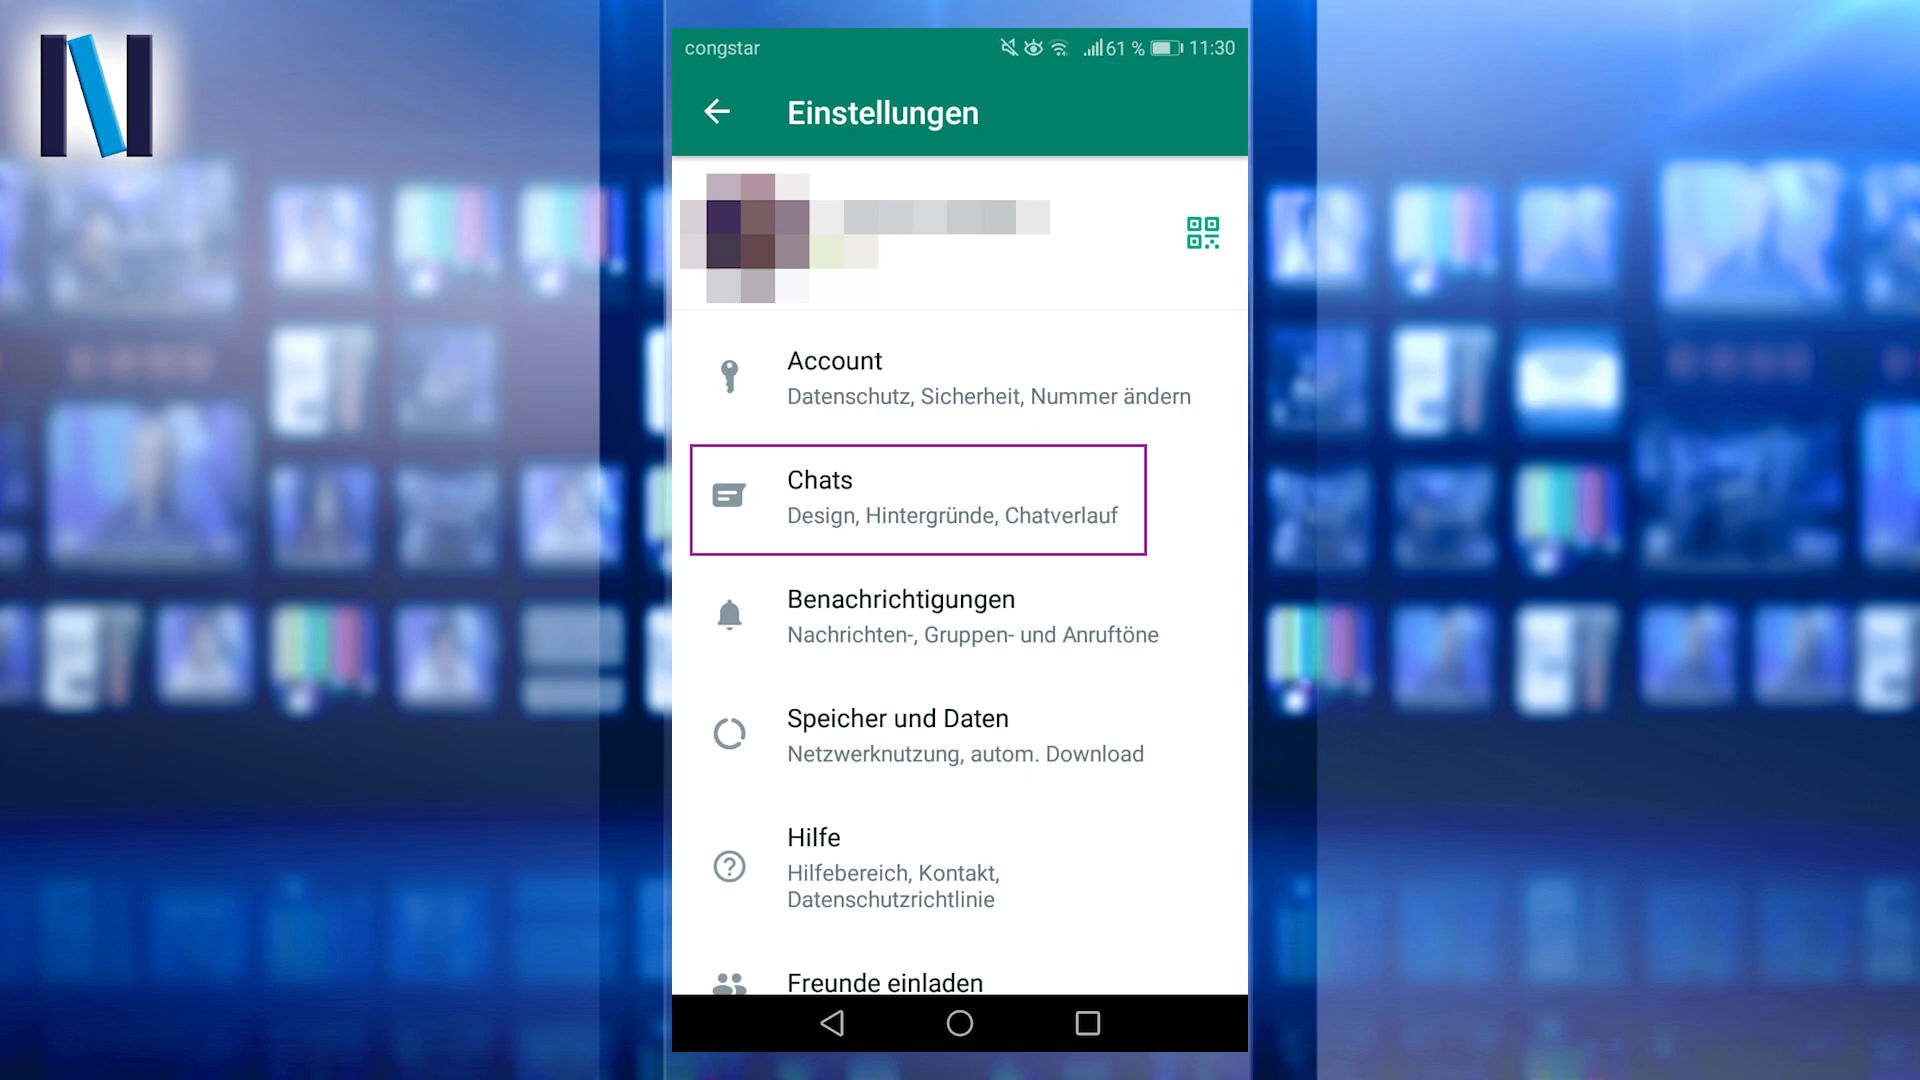 congstar
61 % 11:30
Einstellungen
Account
Datenschutz, Sicherheit, Nummer ändern
Chats
Design, Hintergründe, Chatverlauf
Benachrichtigungen
Nachrichten-, Gruppen- und Anruftöne
Speicher und Daten
Netzwerknutzung, autom. Download
Hilfe
Hilfebereich, Kontakt,
Datenschutzrichtlinie
Freunde einladen